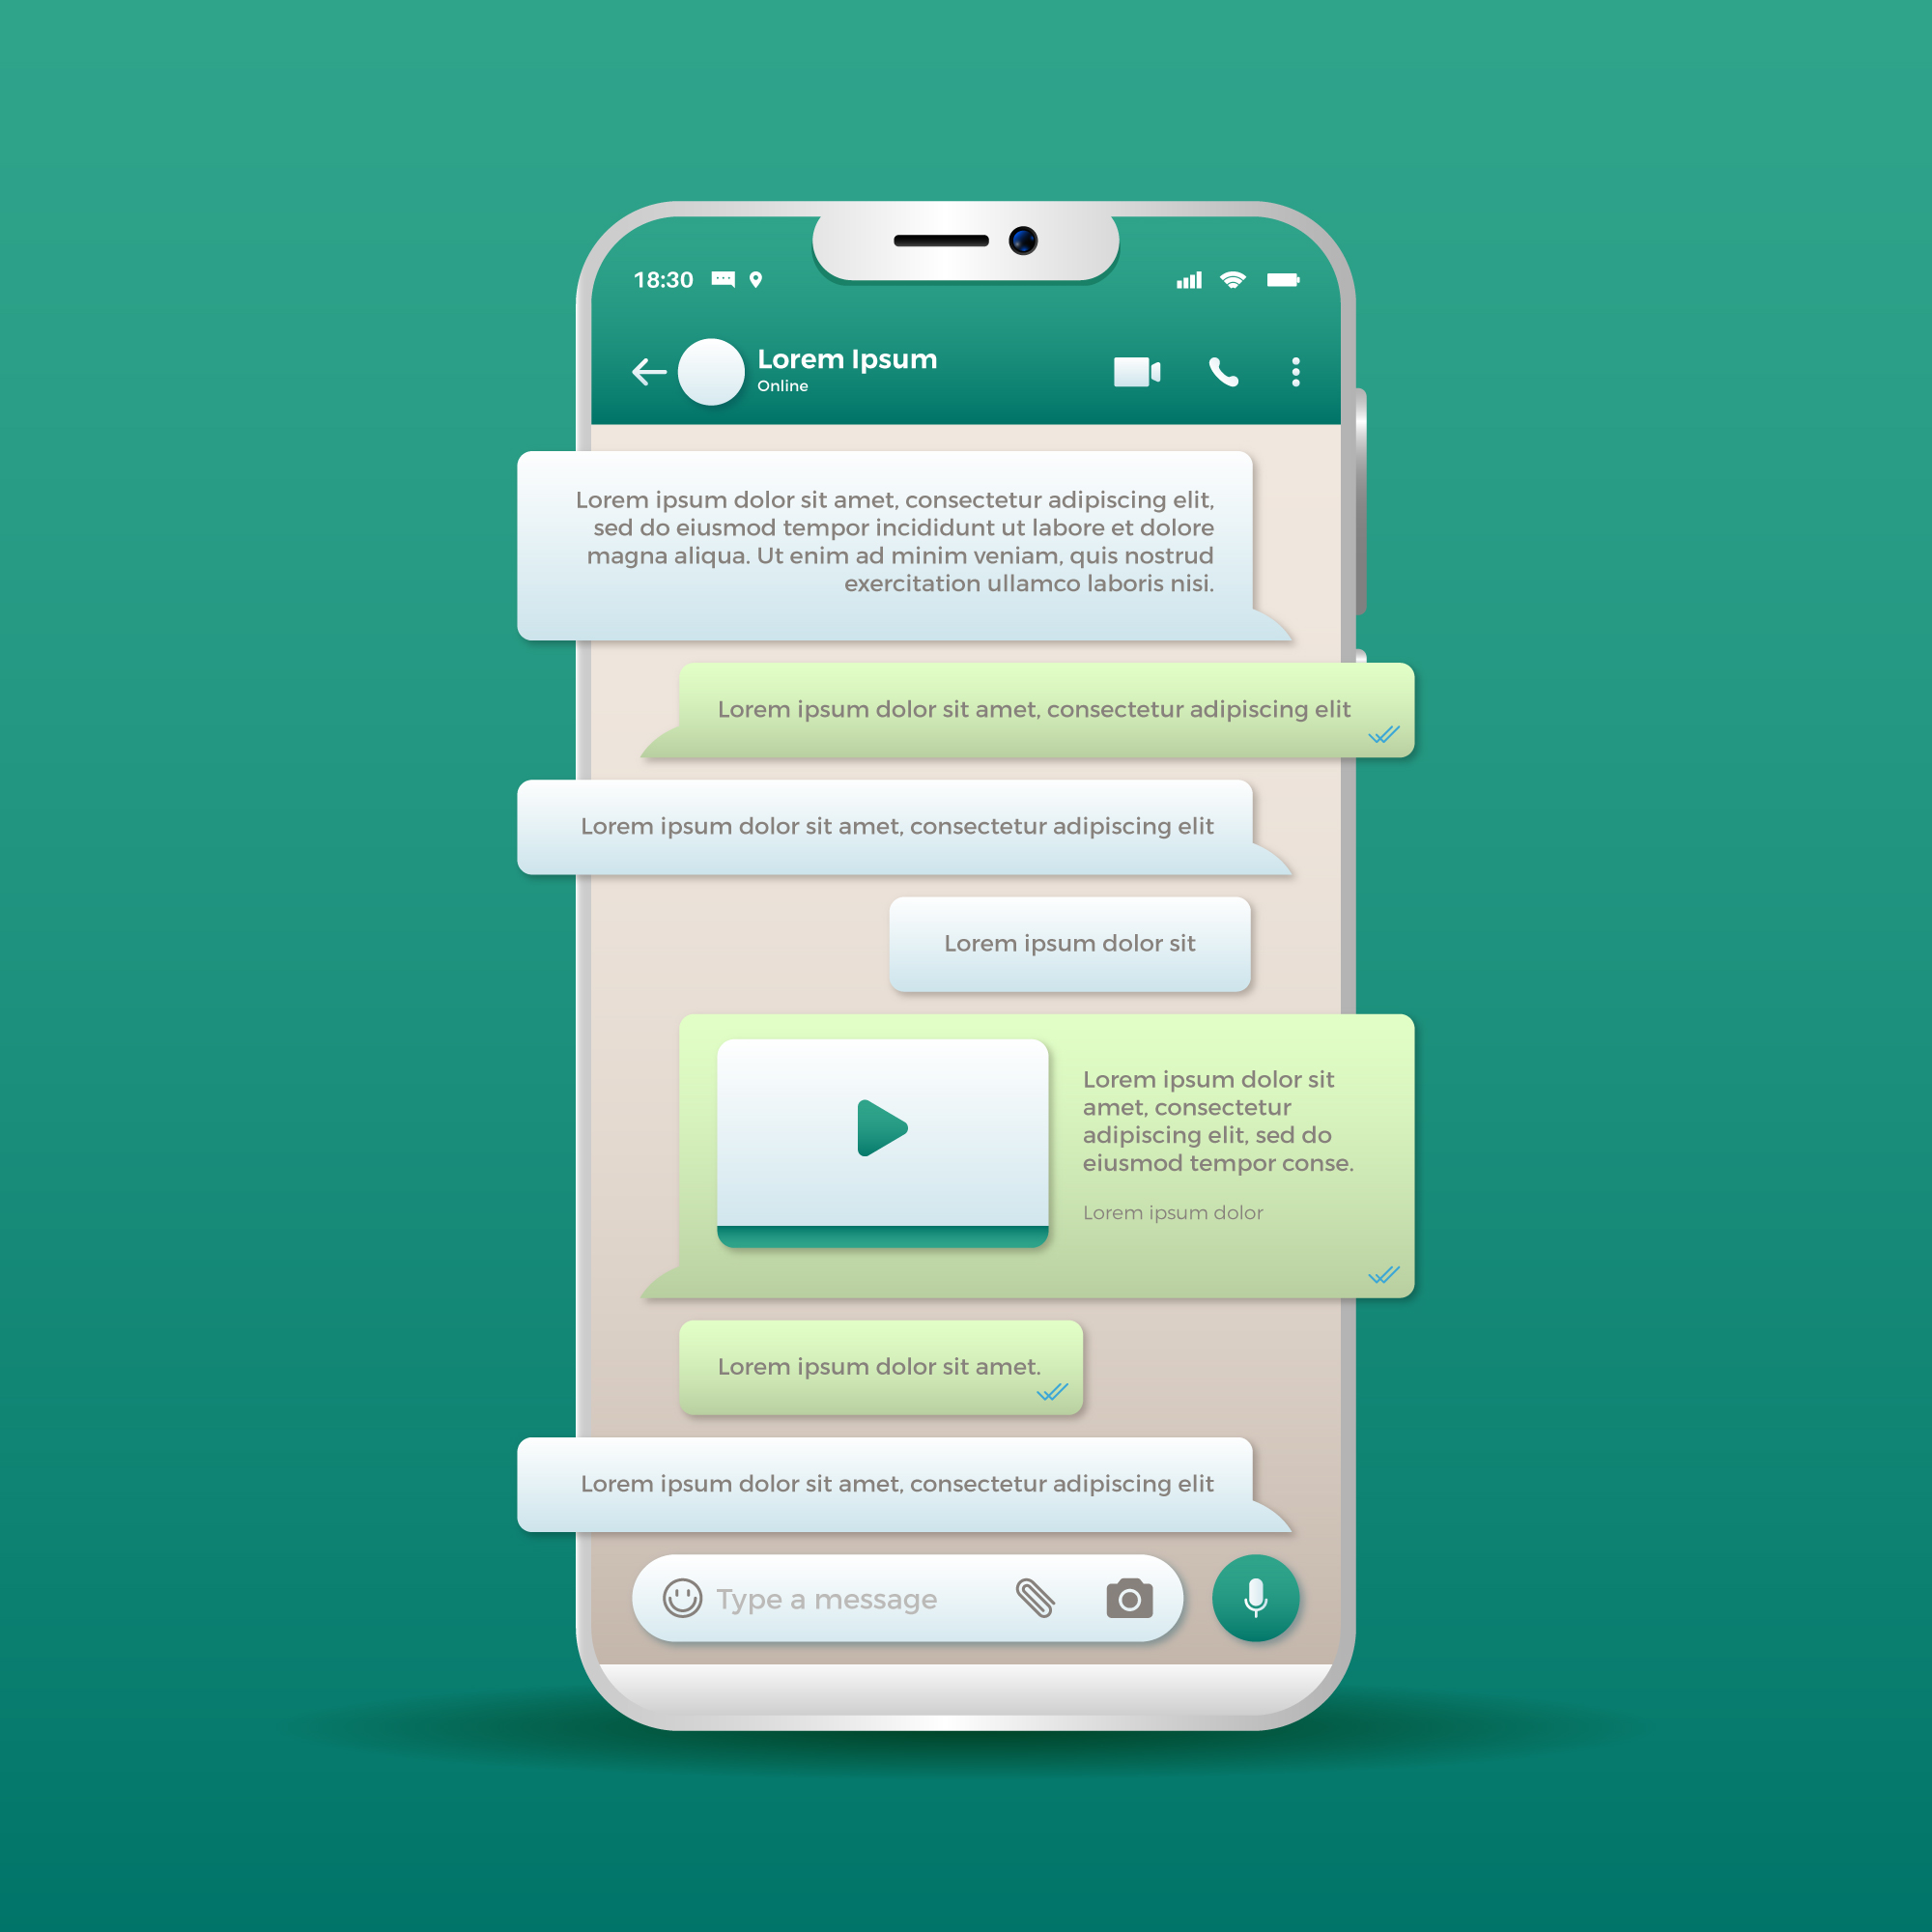 18:30
Lorem Ipsum
Online
Lorem ipsum dolor sit amet, consectetur adipiscing elit,
sed do eiusmod tempor incididunt ut labore et dolore
magna aliqua. Ut enim ad minim veniam, quis nostrud
exercitation ullamco laboris nisi.
Lorem ipsum dolor sit amet, consectetur adipiscing elit
Lorem ipsum dolor sit amet, consectetur adipiscing elit
Lorem ipsum dolor sit
Lorem ipsum dolor sit
amet, consectetur
adipiscing elit, sed do
eiusmod tempor conse.
Lorem ipsum dolor
Lorem ipsum dolor sit amet.
Lorem ipsum dolor sit amet, consectetur adipiscing elit
Type a message